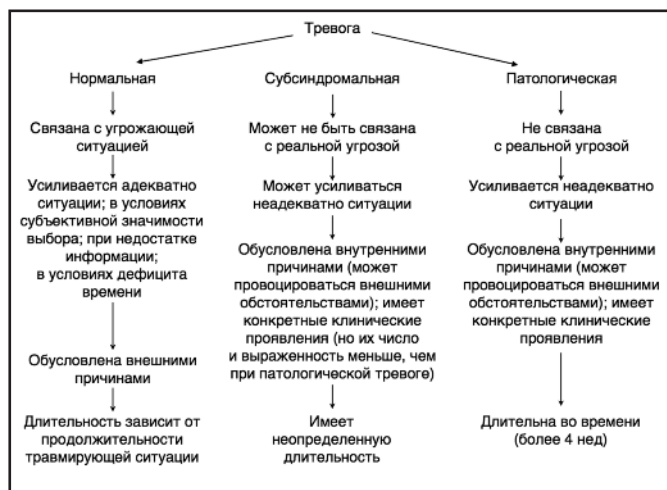 Тревога
Нормальная
Связана с угрожающей
ситуацией
Усиливается адекватно
ситуации; в условиях
субъективной значимости
выбора; при недостатке
информации;
в условиях дефицита
времени
Обусловлена внешними
причинами
Длительность зависит от
продолжительности
травмирующей ситуации
Субсиндромальная
Может не быть связана
с реальной угрозой
Может усиливаться
неадекватно ситуации
Обусловлена внутренними
причинами (может
провоцироваться внешними
обстоятельствами); имеет
конкретные клинические
проявления (но их число
и выраженность меньше, чем
при патологической тревоге)
Имеет
неопределенную
длительность
Патологическая
Не связана
с реальной угрозой
Усиливается неадекватно
ситуации
Обусловлена внутренними
причинами (может
провоцироваться внешними
обстоятельствами); имеет
конкретные клинические
проявления
Длительна во времени
(более 4 нед)